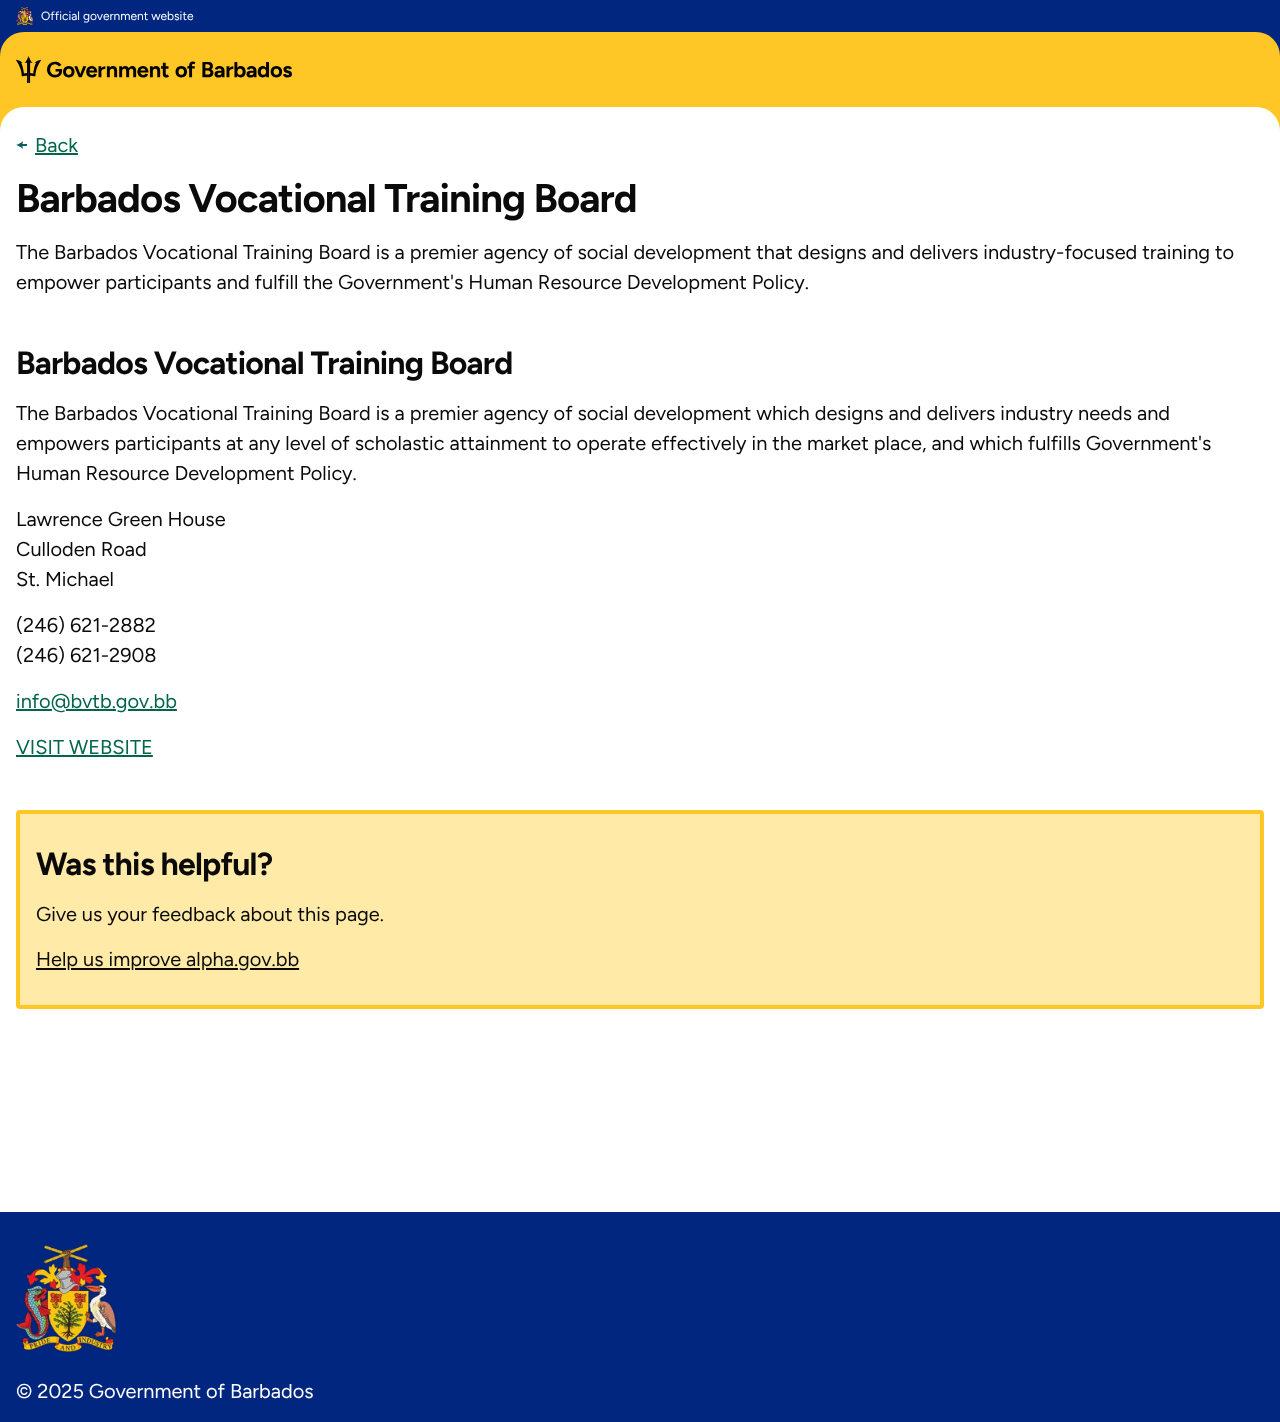 Official government website
Government of Barbados
Back
Barbados Vocational Training Board
The Barbados Vocational Training Board is a premier agency of social development that designs and delivers industry-focused training to
empower participants and fulfill the Government's Human Resource Development Policy.
Barbados Vocational Training Board
The Barbados Vocational Training Board is a premier agency of social development which designs and delivers industry needs and
empowers participants at any level of scholastic attainment to operate effectively in the market place, and which fulfills Government's
Human Resource Development Policy.
Lawrence Green House
Culloden Road
St. Michael
(246) 621-2882
(246) 621-2908
info@bvtb.gov.bb
VISIT WEBSITE
Was this helpful?
Give us your feedback about this page.
Help us improve alpha.gov.bb
PRIDE AND INDUSTRY
© 2025 Government of Barbados